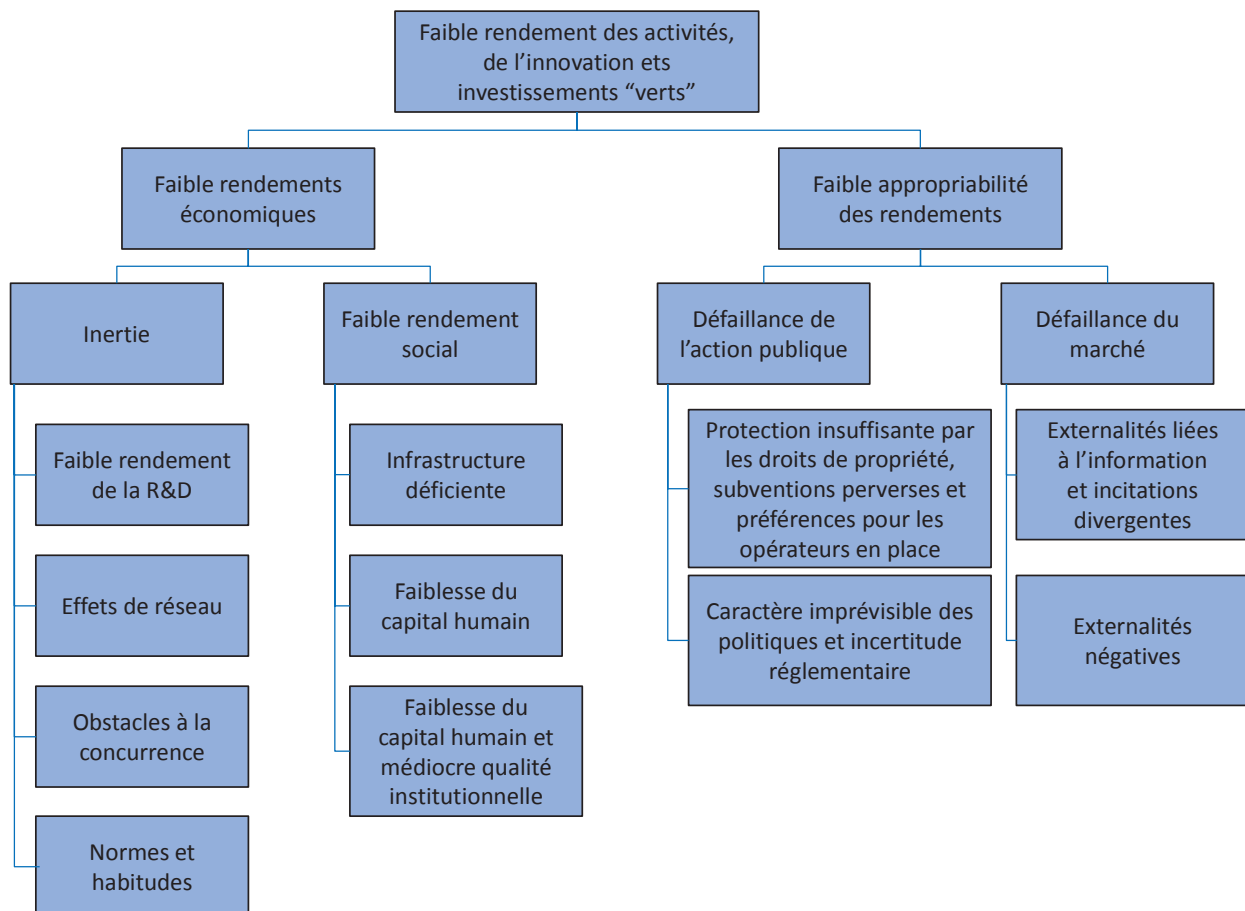 Faible rendement des activités,
de l’innovation ets
investissements “verts”
Faible rendements
économiques
Faible appropriabilité
des rendements
Inertie
Faible rendement
social
Défaillance de
l’action publique
Défaillance du
marché
Faible rendement
de la R&D
Effets de réseau
Obstacles à la
concurrence
Normes et
habitudes
Infrastructure
déficiente
Faiblesse du
capital humain
Faiblesse du
capital humain et
médiocre qualité
institutionnelle
Protection insuffisante par
les droits de propriété,
subventions perverses et
préférences pour les
opérateurs en place
Caractère imprévisible des
politiques et incertitude
réglementaire
Externalités liées
à l’information
et incitations
divergentes
Externalités
négatives